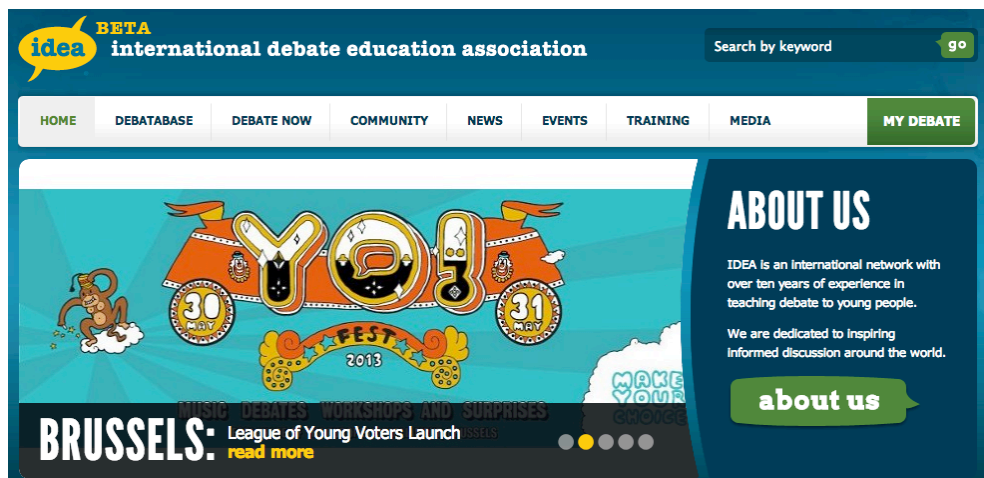 idea
BETA
international debate education association
Search by keyword
go
HOME
DEBATABASE
DEBATE NOW
COMMUNITY
NEWS
EVENTS
TRAINING
MEDIA
MY DEBATE
YO!
30
MAY
31
MAY
FEST
2013
MAKE
YOUR
CHOICE
MUSIC DEBATES WORKSHOPS AND SURPRISES
BRUSSELS:
League of Young Voters Launch
read more
ABOUT US
IDEA is an international network with
over ten years of experience in
teaching debate to young people.
We are dedicated to inspiring
informed discussion around the world.
about us